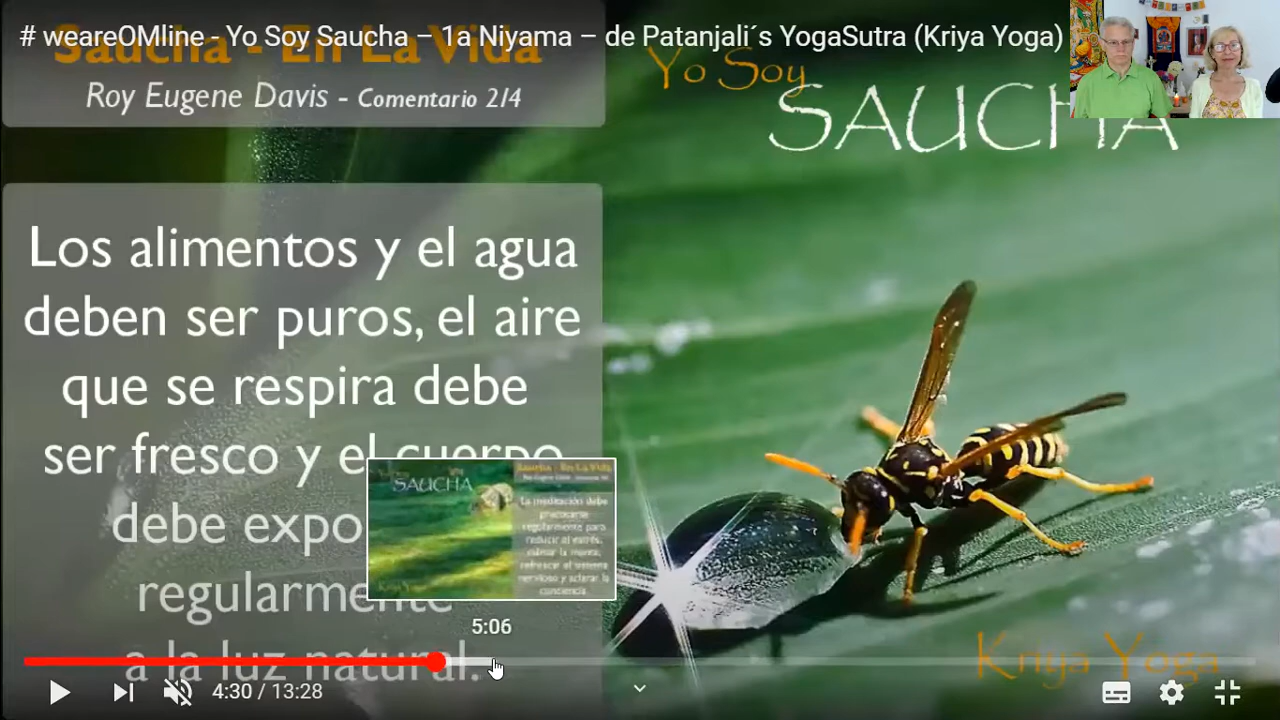 # weareOMline - Yo Soy Saucha – 1a Niyama – de Patanjali´s YogaSutra (Kriya Yoga)
Saucha - En La Vida
Roy Eugene Davis - Comentario 2/4
Yo Soy
SAUCHA
Los alimentos y el agua
deben ser puros, el aire
que se respira debe
ser fresco y el cuerpo
debe expo
regularmente
a la luz natural.
SAUCHA
Saucha - En La Vida
La meditación debe
practicarse
regularmente para
reducir el estrés,
calmar la mente,
refrescar el sistema
nervioso y aclarar la
conciencia
5:06
Kriya Yoga
4:30 / 13:28